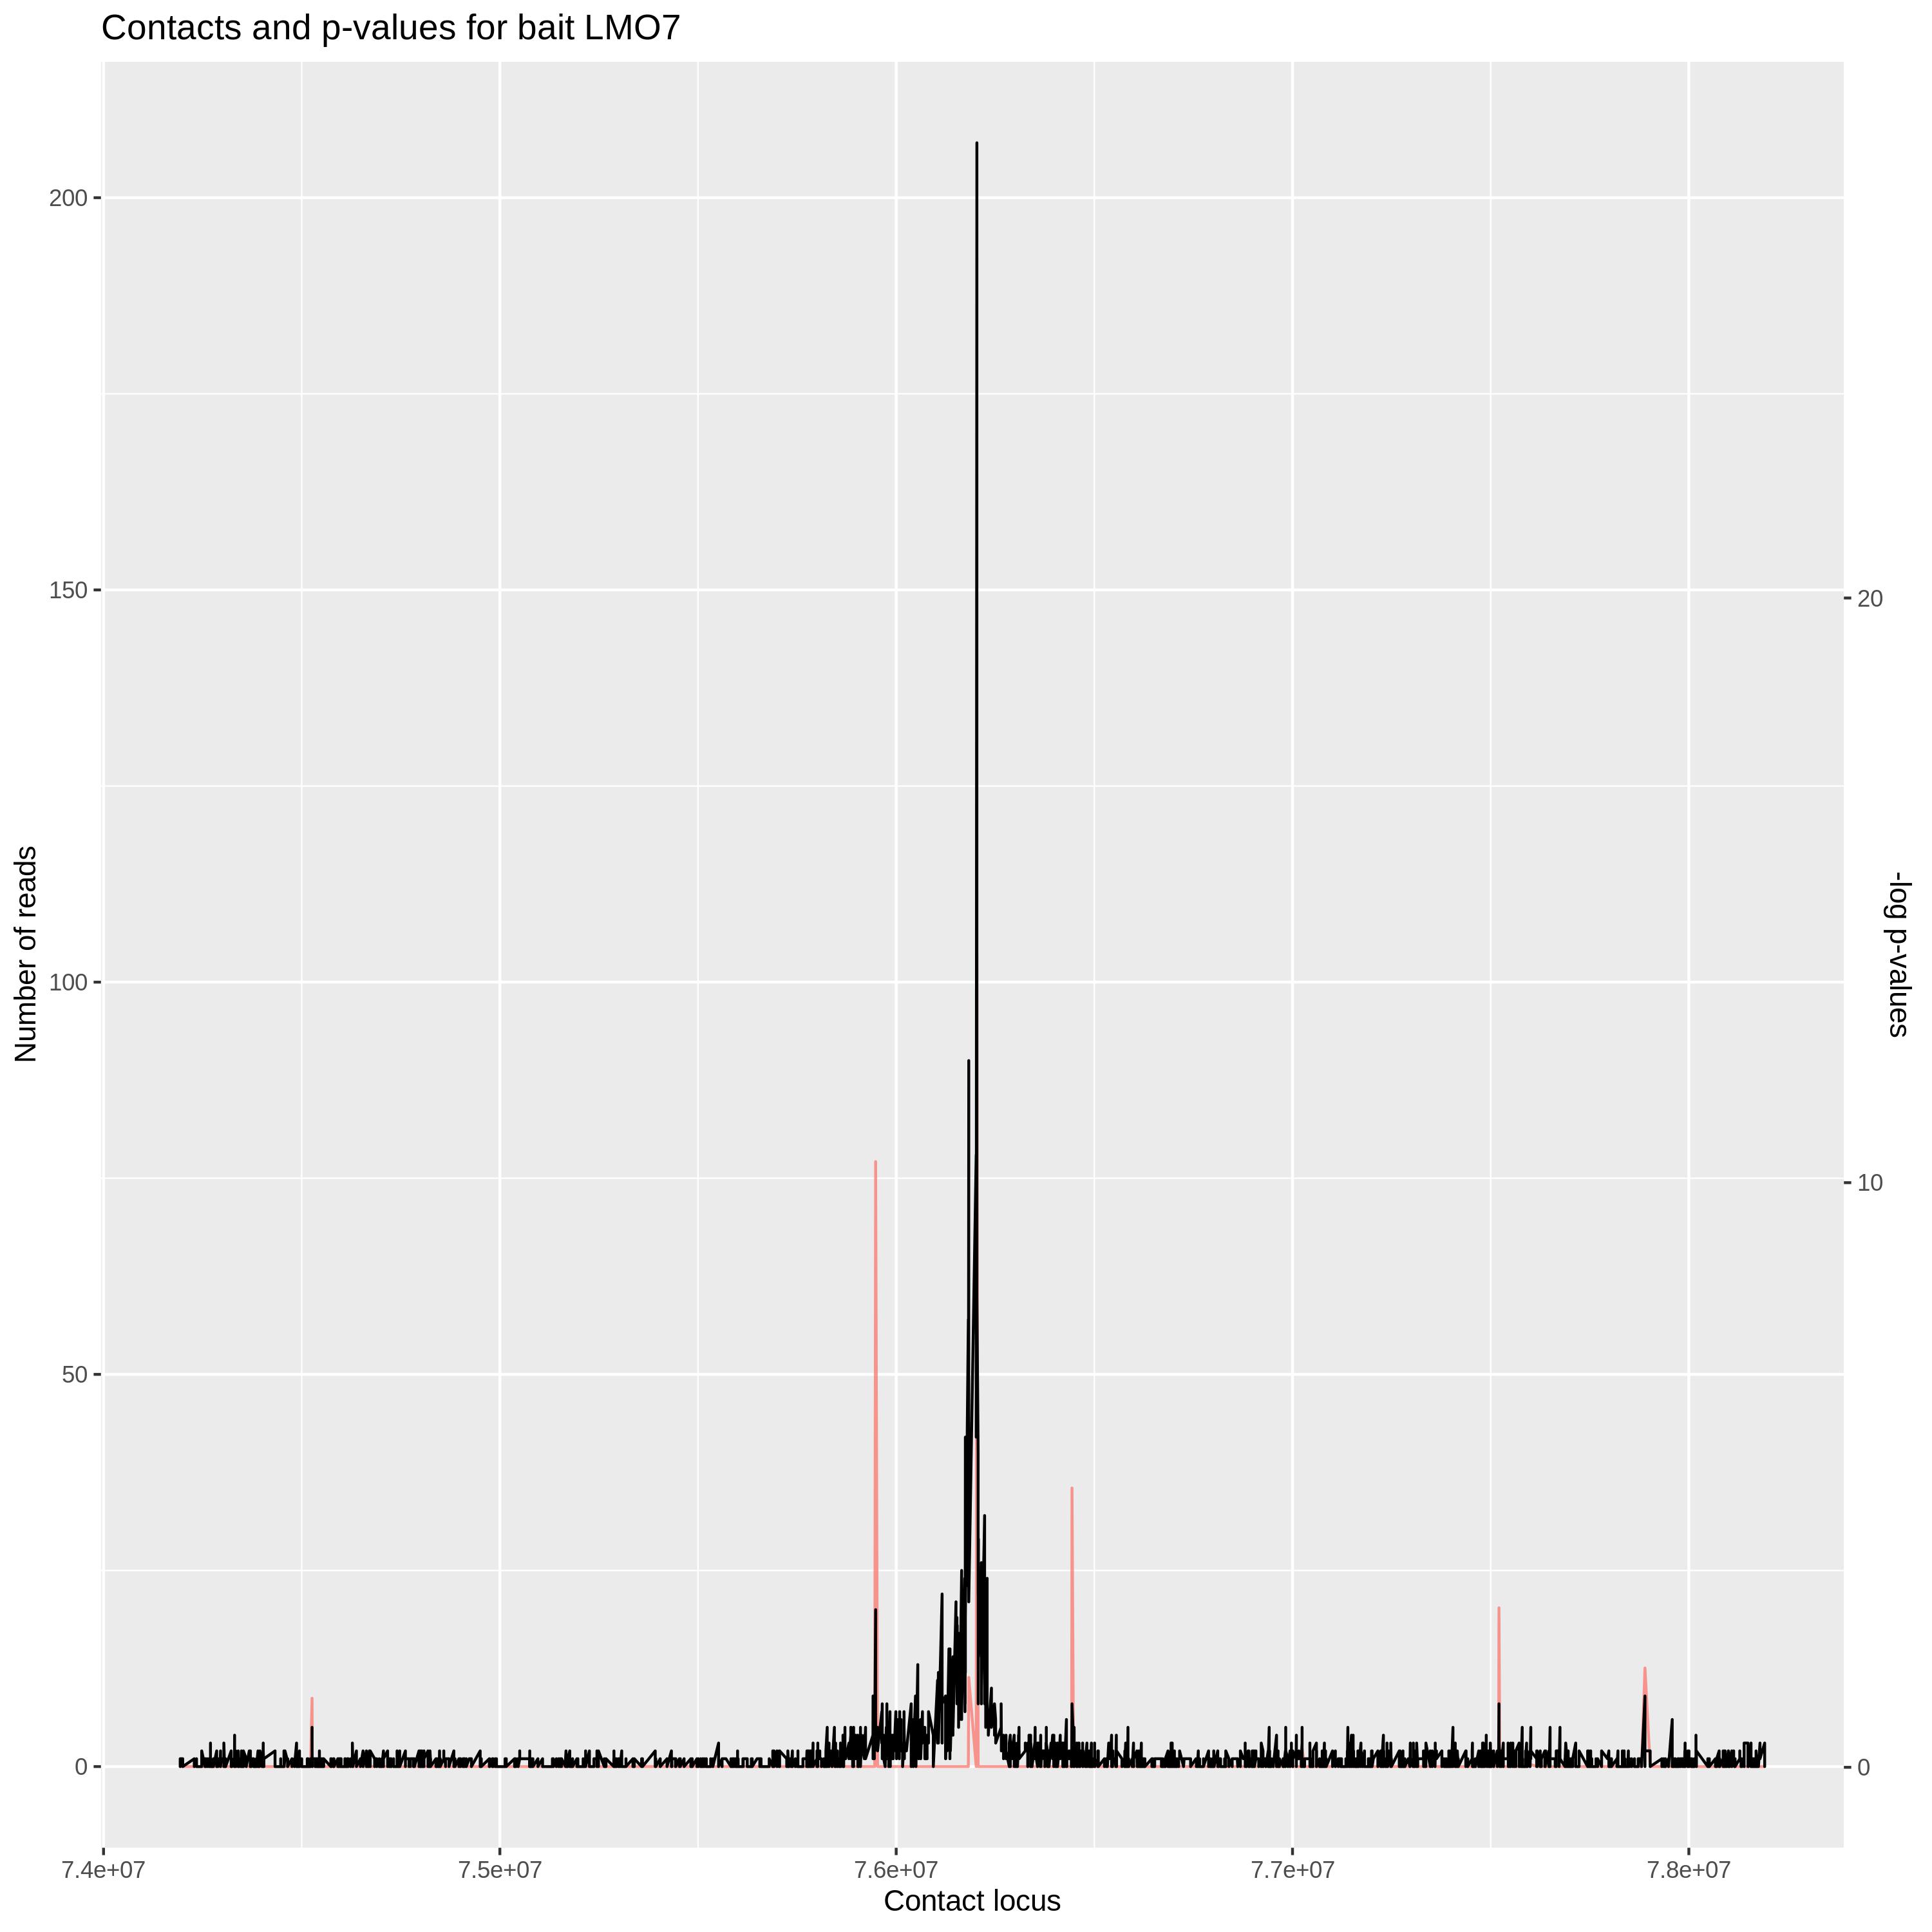 Contacts and p-values for bait LMO7
200
150
100
50
0
Number of reads
20
10
0
-log p-values
7.4e+07
7.5e+07
7.6e+07
7.7e+07
7.8e+07
Contact locus